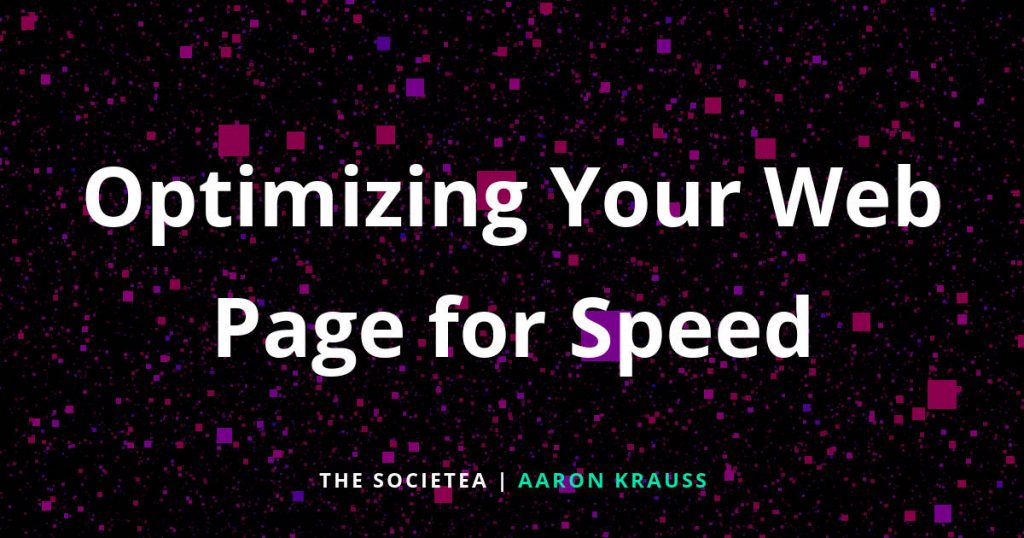 Optimizing Your Web
Page for Speed
THE SOCIETEA | AARON KRAUSS